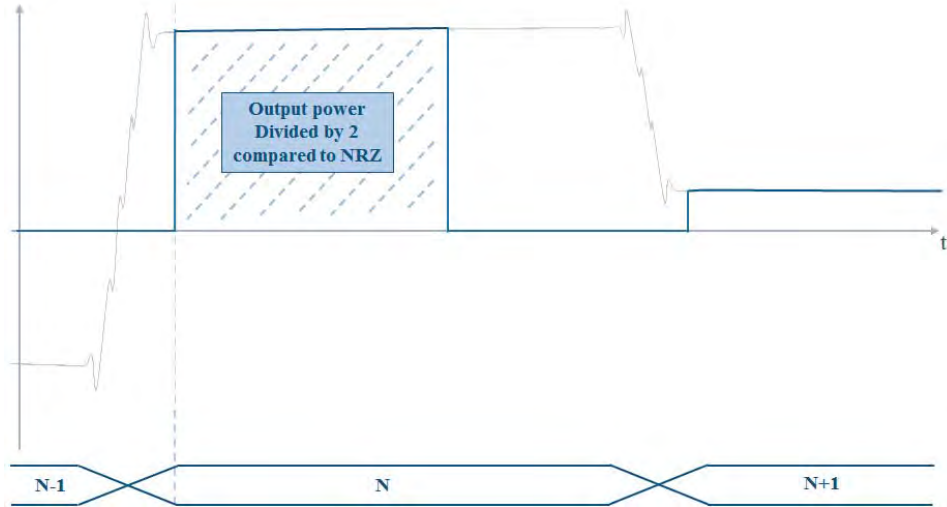 Output power
Divided by 2
compared to NRZ
t
N-1
N
N+1